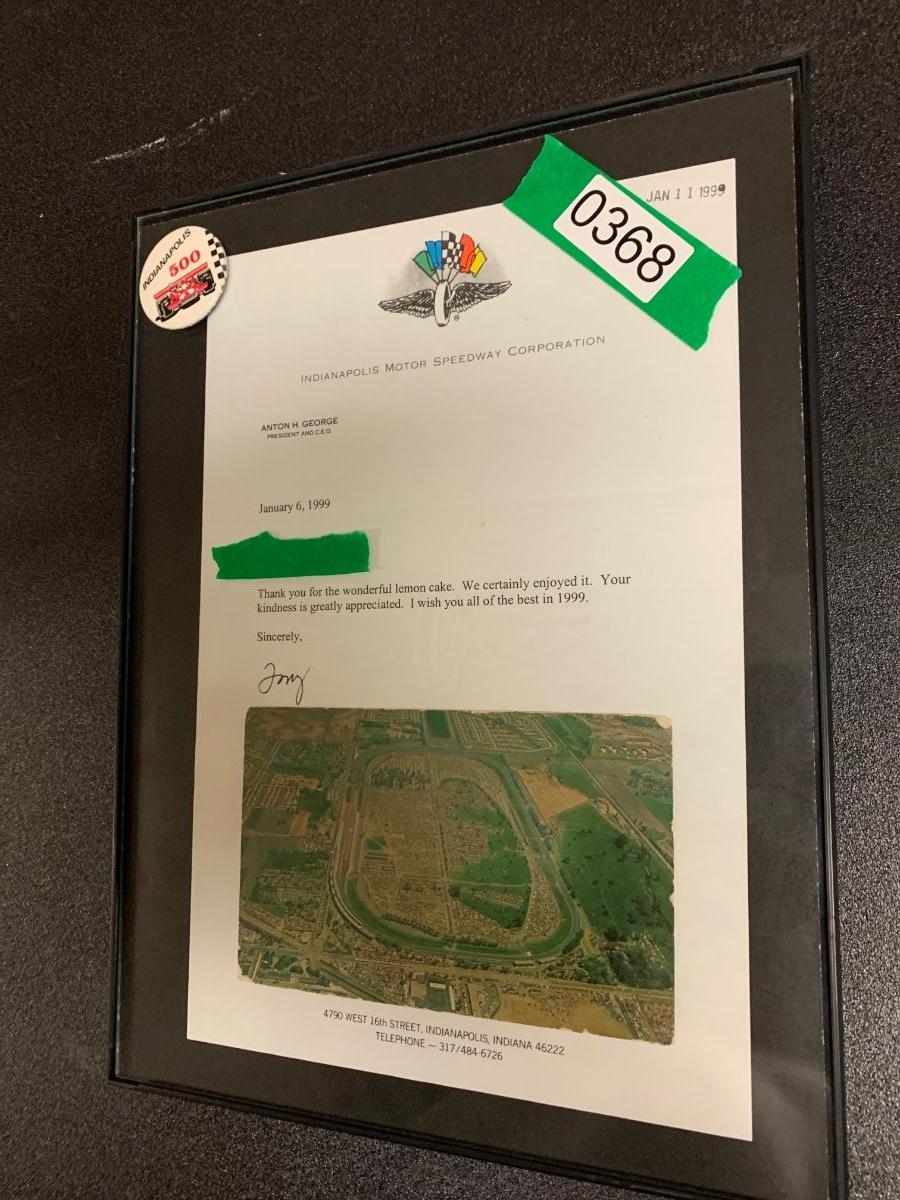 JAN 1 1 1999
0368
INDIANAPOLIS
500
®
INDIANAPOLIS MOTOR SPEEDWAY CORPORATION
ANTON H. GEORGE
PRESIDENT AND C.E.O.
January 6, 1999
Thank you for the wonderful lemon cake. We certainly enjoyed it. Your
kindness is greatly appreciated. I wish you all of the best in 1999.
Sincerely,
Tony
4790 WEST 16th STREET, INDIANAPOLIS, INDIANA 46222
TELEPHONE — 317/484-6726